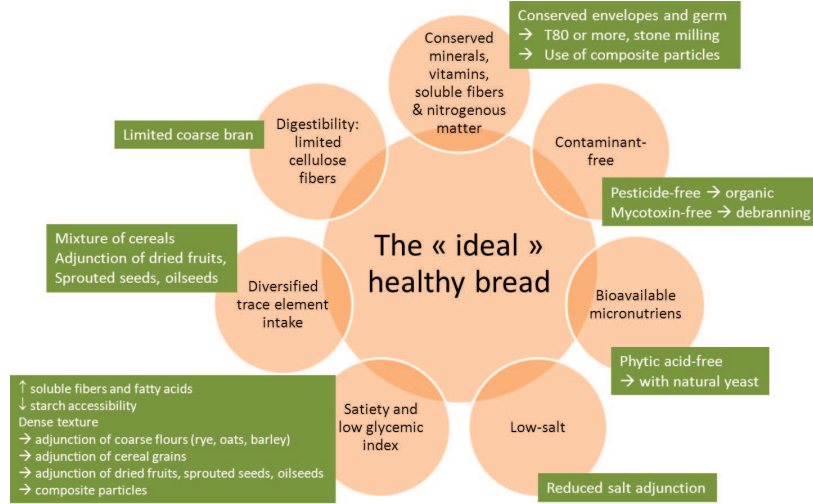 Conserved envelopes and germ
→ T80 or more, stone milling
→ Use of composite particles
Conserved
minerals,
vitamins,
soluble fibers
& nitrogenous
matter
Limited coarse bran
Digestibility:
limited
cellulose
fibers
Contaminant-
free
Pesticide-free → organic
Mycotoxin-free → debranning
The « ideal »
healthy bread
Mixture of cereals
Adjunction of dried fruits,
Sprouted seeds, oilseeds
Diversified
trace element
intake
Bioavailable
micronutriens
Phytic acid-free
→ with natural yeast
↑ soluble fibers and fatty acids
↓ starch accessibility
Dense texture
→ adjunction of coarse flours (rye, oats, barley)
→ adjunction of cereal grains
→ adjunction of dried fruits, sprouted seeds, oilseeds
→ composite particles
Satiety and
low glycemic
index
Low-salt
Reduced salt adjunction